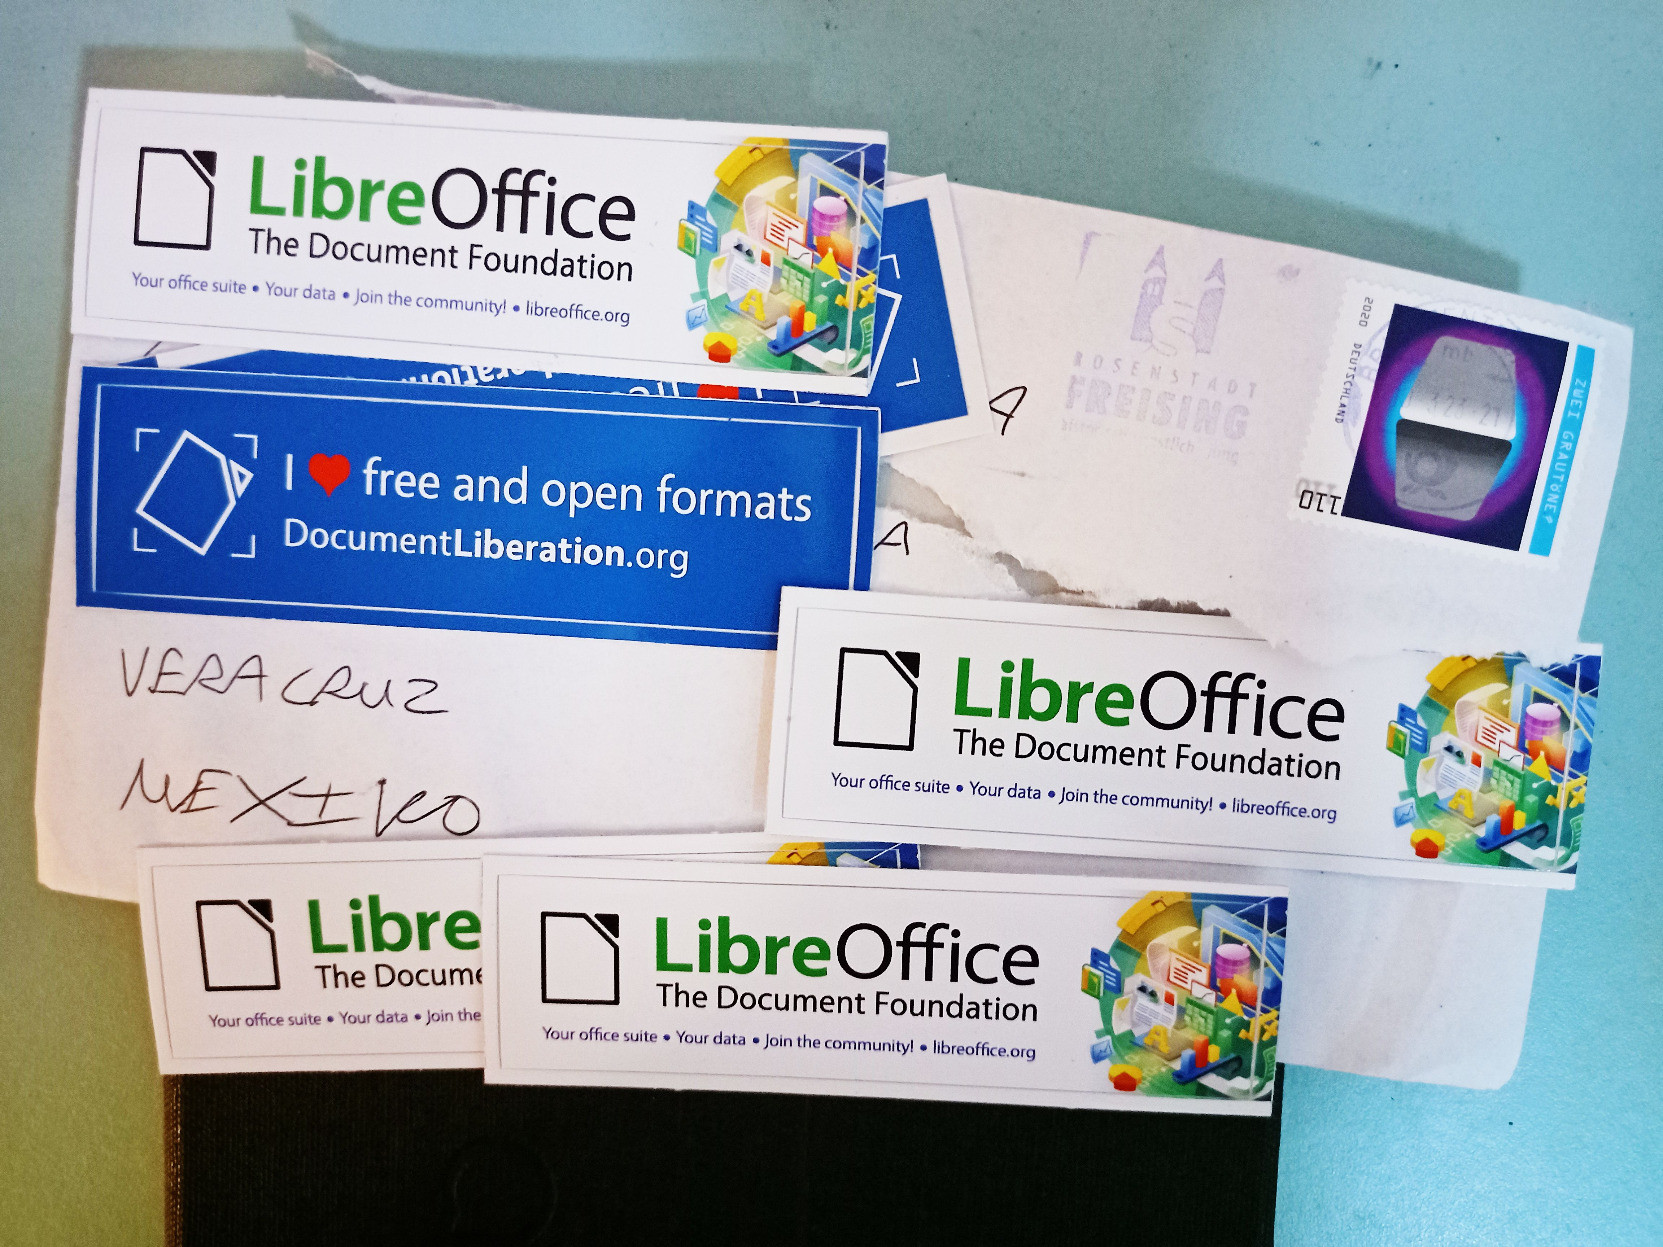 LibreOffice
The Document Foundation
Your office suite • Your data • Join the community! • libreoffice.org
I ❤ free and open formats
DocumentLiberation.org
A
A
ROSENSTADT
FREISING
2020 DEUTSCHLAND
ZWEI GRAUTÖNE?
110
VERACRUZ
MEXICO
LibreOffice
The Document Foundation
Your office suite • Your data • Join the community! • libreoffice.org
Libre
The Docume
Your office suite • Your data • Join the
LibreOffice
The Document Foundation
Your office suite • Your data • Join the community! • libreoffice.org